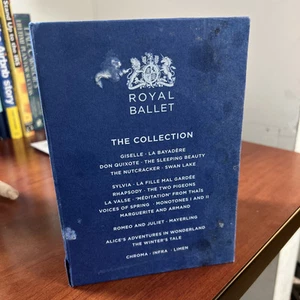 ROYAL
BALLET
THE COLLECTION
GISELLE · LA BAYADÈRE
DON QUIXOTE · THE SLEEPING BEAUTY
THE NUTCRACKER · SWAN LAKE
SYLVIA · LA FILLE MAL GARDÉE
RHAPSODY · THE TWO PIGEONS
LA VALSE · 'MÉDITATION' FROM THAÏS
VOICES OF SPRING · MONOTONES I AND II
MARGUERITE AND ARMAND
ROMEO AND JULIET · MAYERLING
ALICE'S ADVENTURES IN WONDERLAND
THE WINTER'S TALE
CHROMA · INFRA · LIMEN
Airbnb story